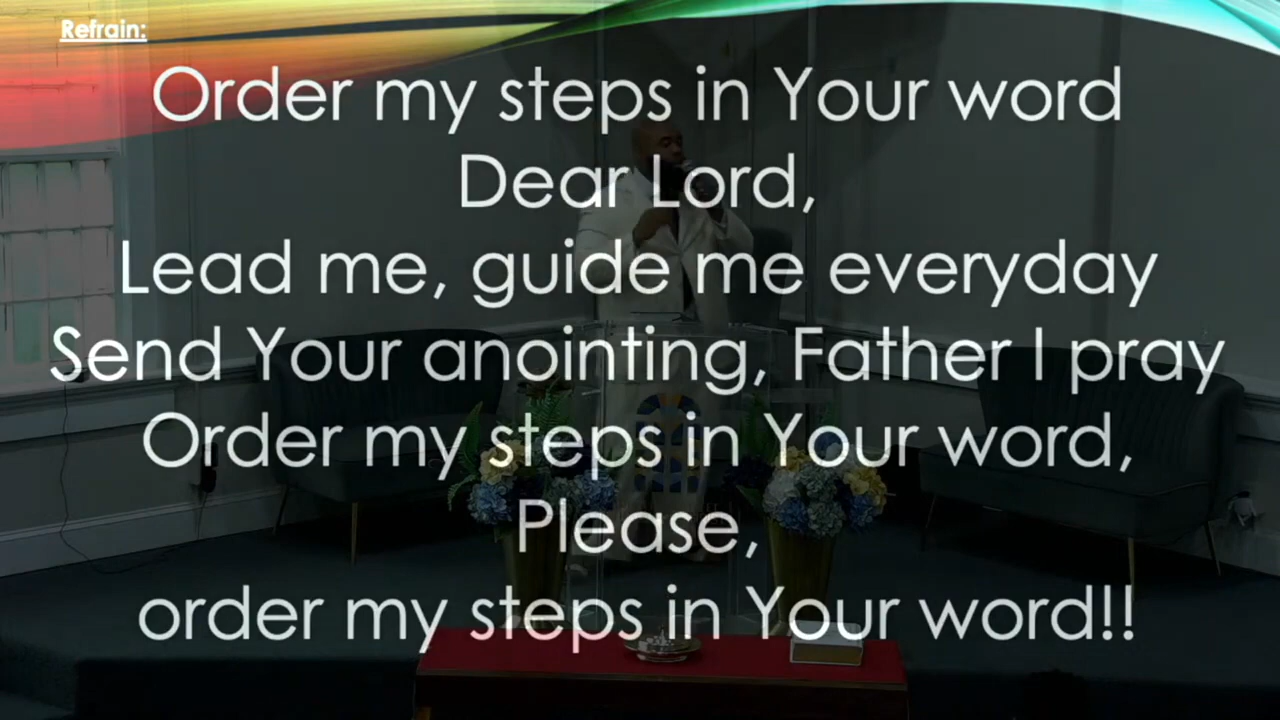 Refrain:
Order my steps in Your word
Dear Lord,
Lead me, guide me everyday
Send Your anointing, Father I pray
Order my steps in Your word,
Please,
order my steps in Your word!!